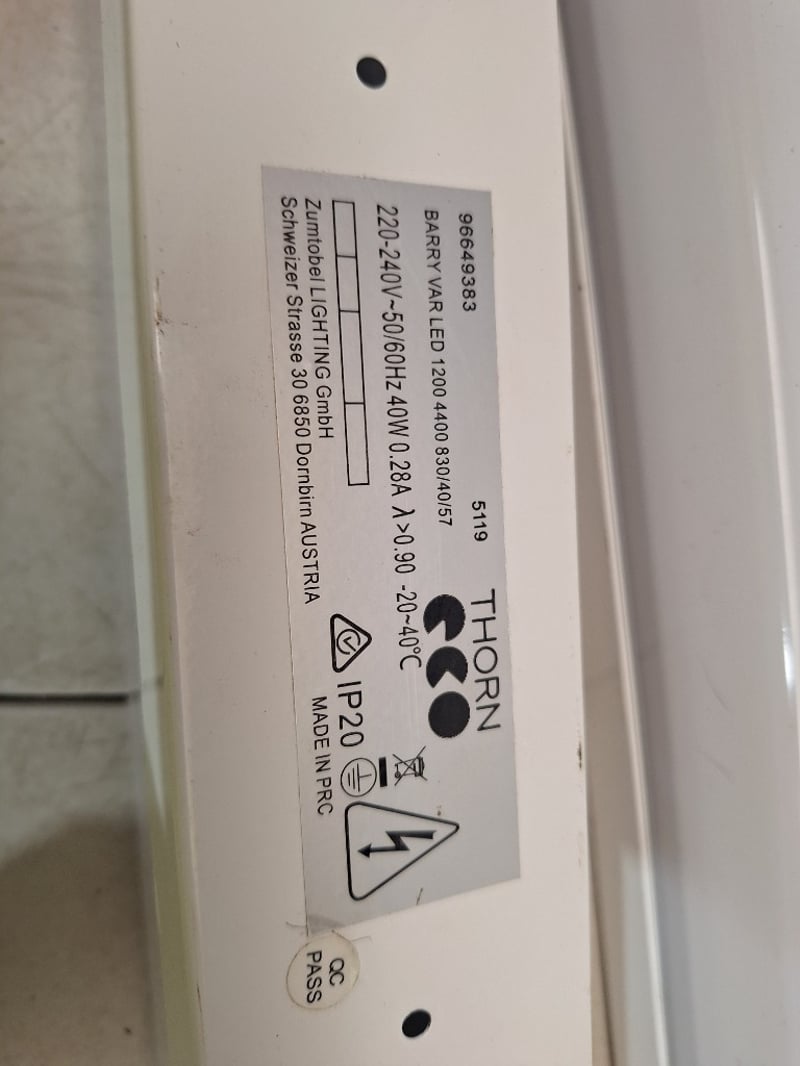 96649383
5119
THORN
eco
BARRY VAR LED 1200 4400 830/40/57
220-240V~50/60Hz 40W 0.28A λ>0.90 -20~40°C
IP20
Zumtobel LIGHTING GmbH
Schweizer Strasse 30 6850 Dornbirn AUSTRIA
MADE IN PRC
QC
PASS